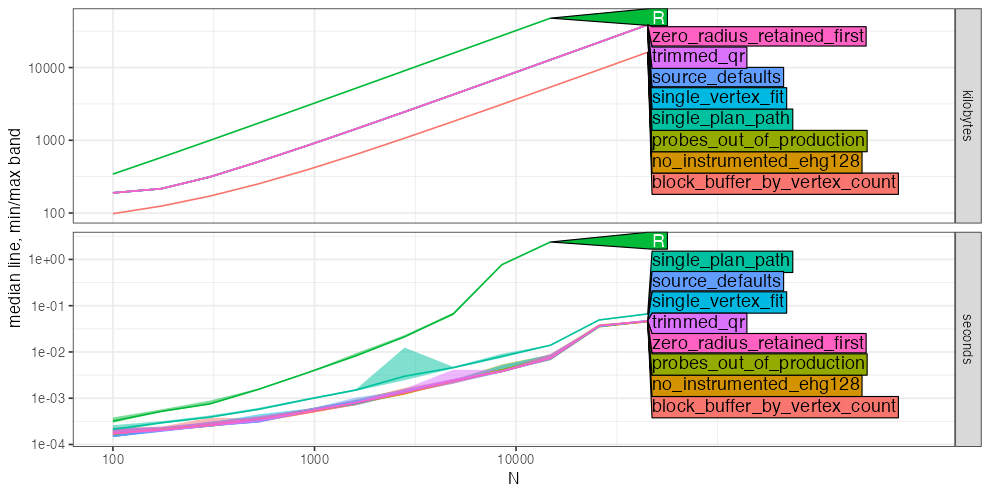 R
zero_radius_retained_first
trimmed_qr
source_defaults
single_vertex_fit
single_plan_path
probes_out_of_production
no_instrumented_ehg128
block_buffer_by_vertex_count
10000
1000
100
kilobytes
R
single_plan_path
source_defaults
single_vertex_fit
trimmed_qr
zero_radius_retained_first
probes_out_of_production
no_instrumented_ehg128
block_buffer_by_vertex_count
1e+00
1e-01
1e-02
1e-03
1e-04
seconds
median line, min/max band
100
1000
10000
N